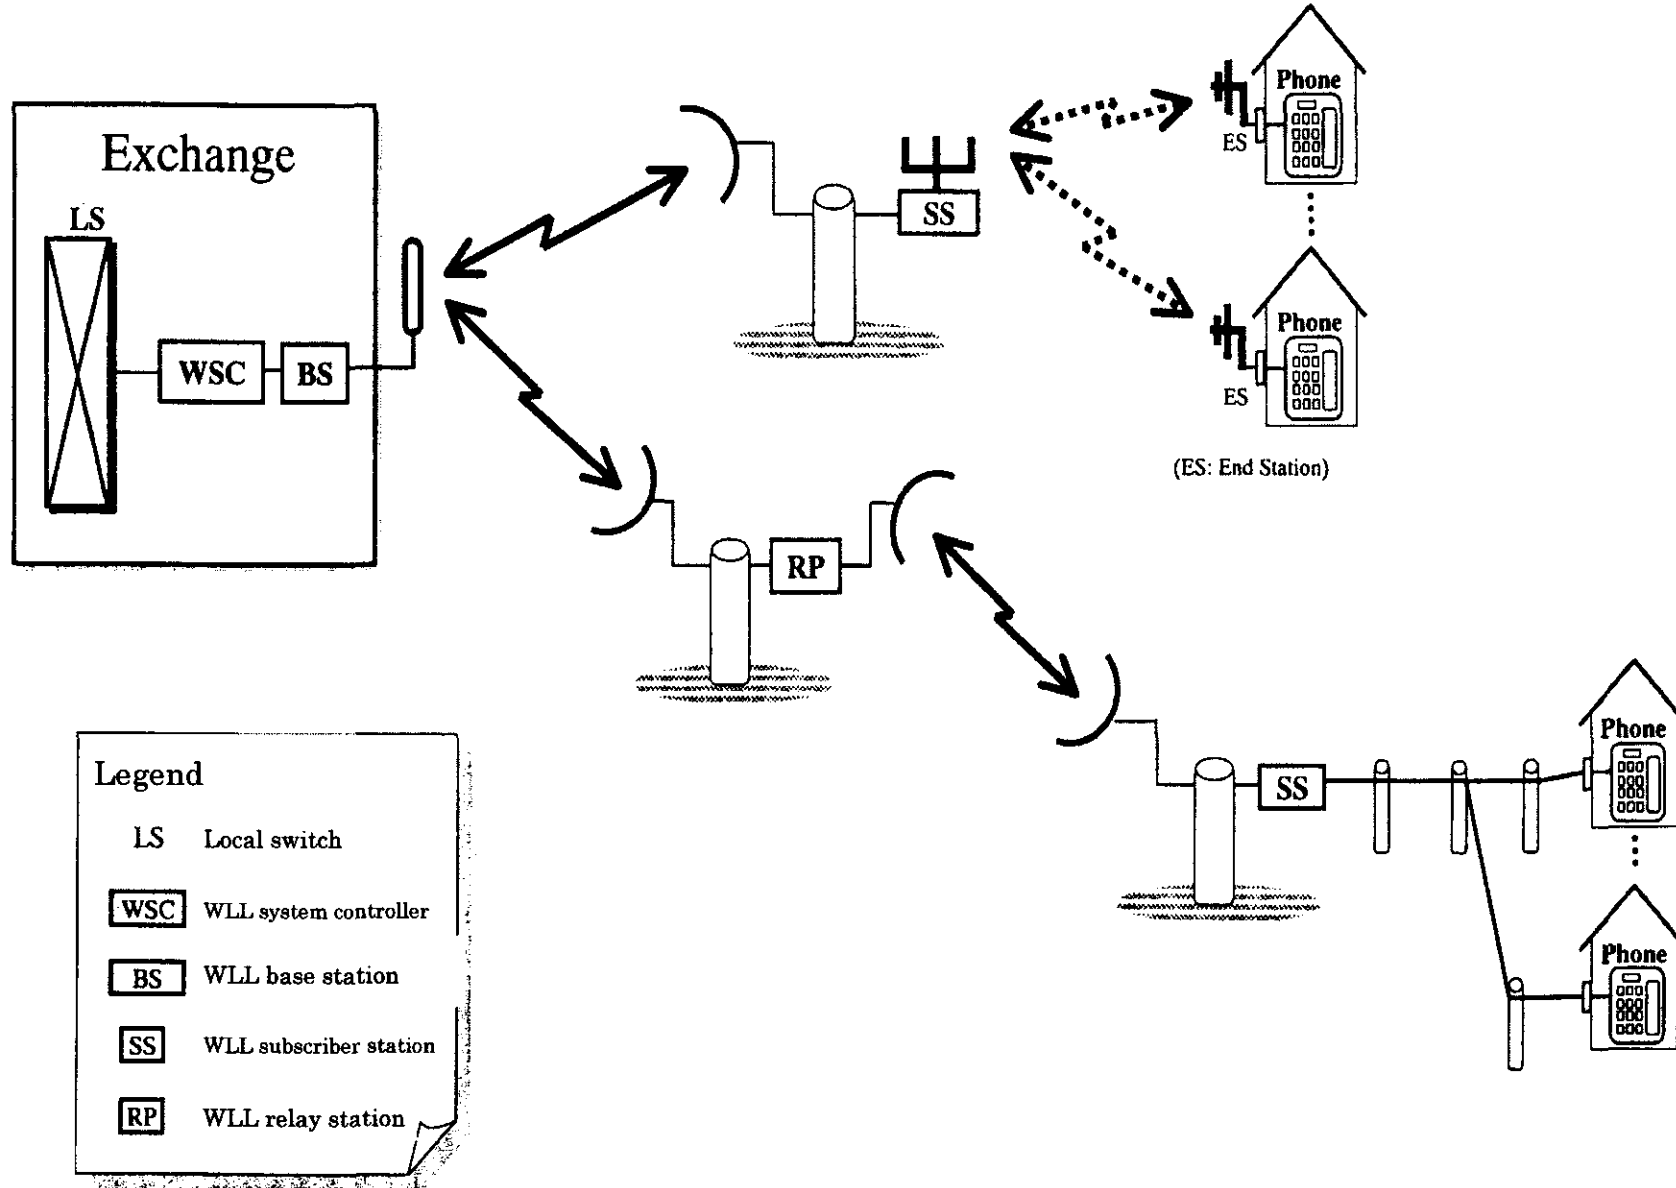 Exchange
LS
WSC
BS
SS
Phone
ES
Phone
ES
(ES: End Station)
RP
SS
Phone
Phone
Legend
LS Local switch
WSC WLL system controller
BS WLL base station
SS WLL subscriber station
RP WLL relay station